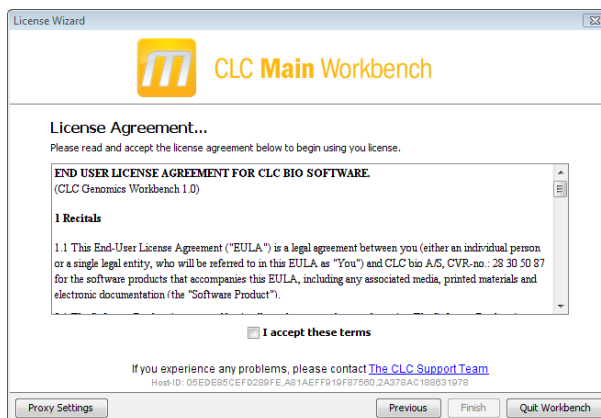 License Wizard
m CLC Main Workbench
License Agreement...
Please read and accept the license agreement below to begin using you license.
END USER LICENSE AGREEMENT FOR CLC BIO SOFTWARE.
(CLC Genomics Workbench 1.0)
1 Recitals
1.1 This End-User License Agreement ("EULA") is a legal agreement between you (either an individual person
or a single legal entity, who will be referred to in this EULA as "You") and CLC bio A/S, CVR-no.: 28 30 50 87
for the software products that accompanies this EULA, including any associated media, printed materials and
electronic documentation (the "Software Product").
I accept these terms
If you experience any problems, please contact The CLC Support Team
Host-ID: 05EDE85CEFD289FE,A81AEFF919F87560,2A378AC188631978
Proxy Settings Previous Finish Quit Workbench